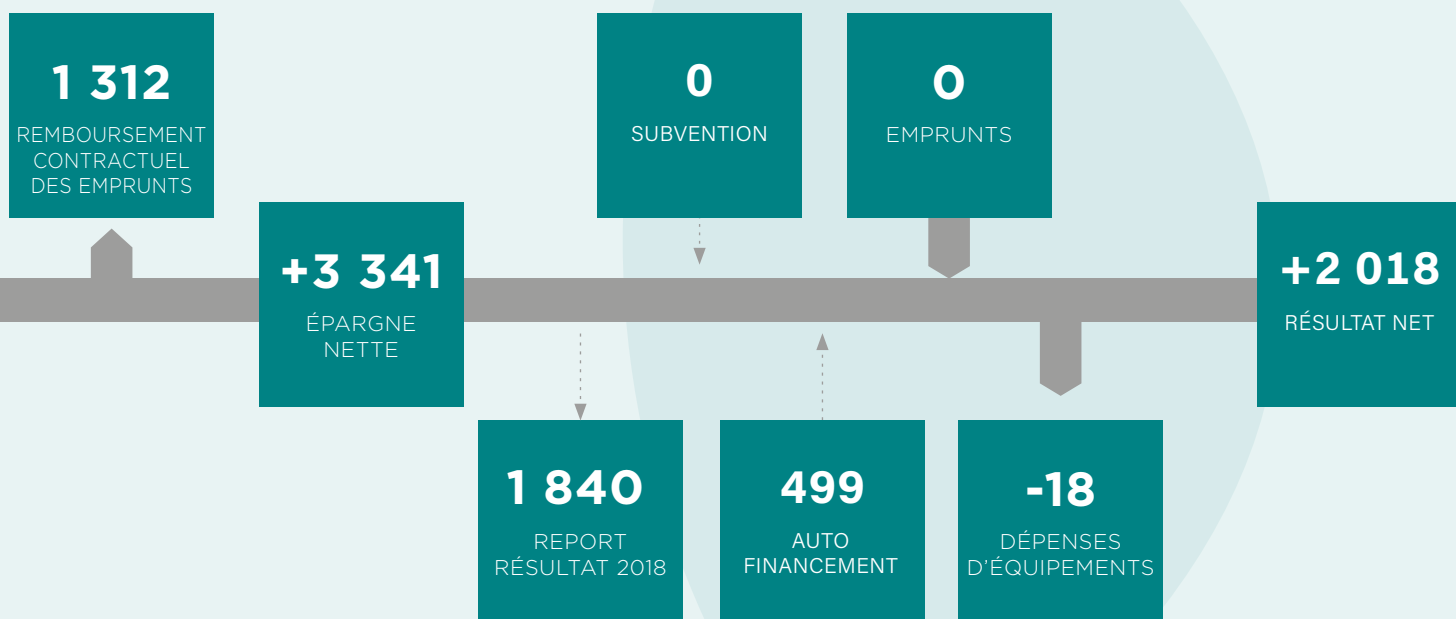 1 312
REMBOURSEMENT
CONTRACTUEL
DES EMPRUNTS
+3 341
ÉPARGNE
NETTE
0
SUBVENTION
0
EMPRUNTS
+2 018
RÉSULTAT NET
1 840
REPORT
RÉSULTAT 2018
499
AUTO
FINANCEMENT
-18
DÉPENSES
D'ÉQUIPEMENTS